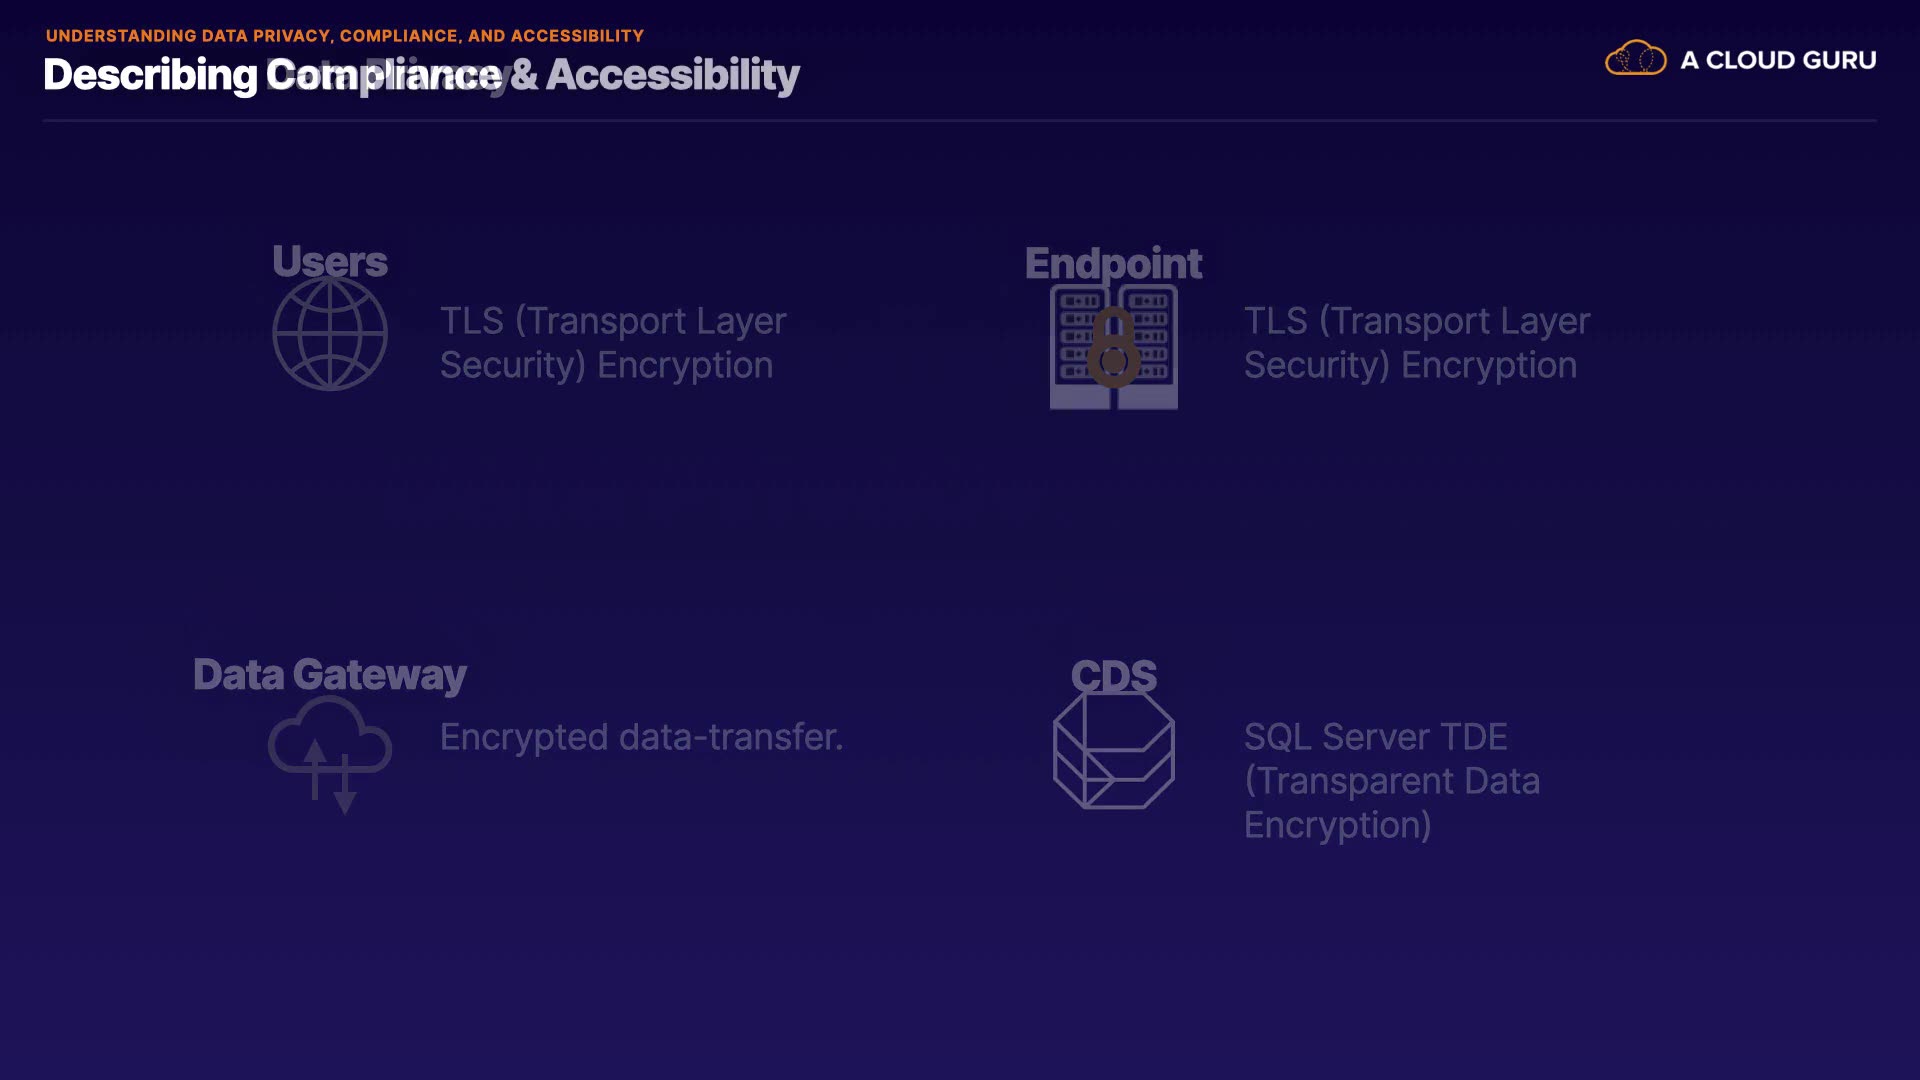 UNDERSTANDING DATA PRIVACY, COMPLIANCE, AND ACCESSIBILITY
Describing Compliance & Accessibility
A CLOUD GURU
Users
TLS (Transport Layer
Security) Encryption
Endpoint
TLS (Transport Layer
Security) Encryption
Data Gateway
Encrypted data-transfer.
CDS
SQL Server TDE
(Transparent Data
Encryption)